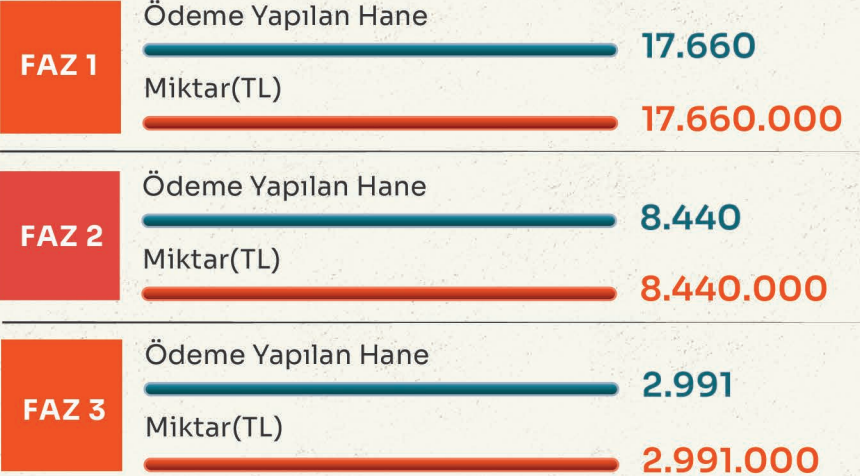 FAZ 1
Ödeme Yapılan Hane
17.660
Miktar(TL)
17.660.000
FAZ 2
Ödeme Yapılan Hane
8.440
Miktar(TL)
8.440.000
FAZ 3
Ödeme Yapılan Hane
2.991
Miktar(TL)
2.991.000